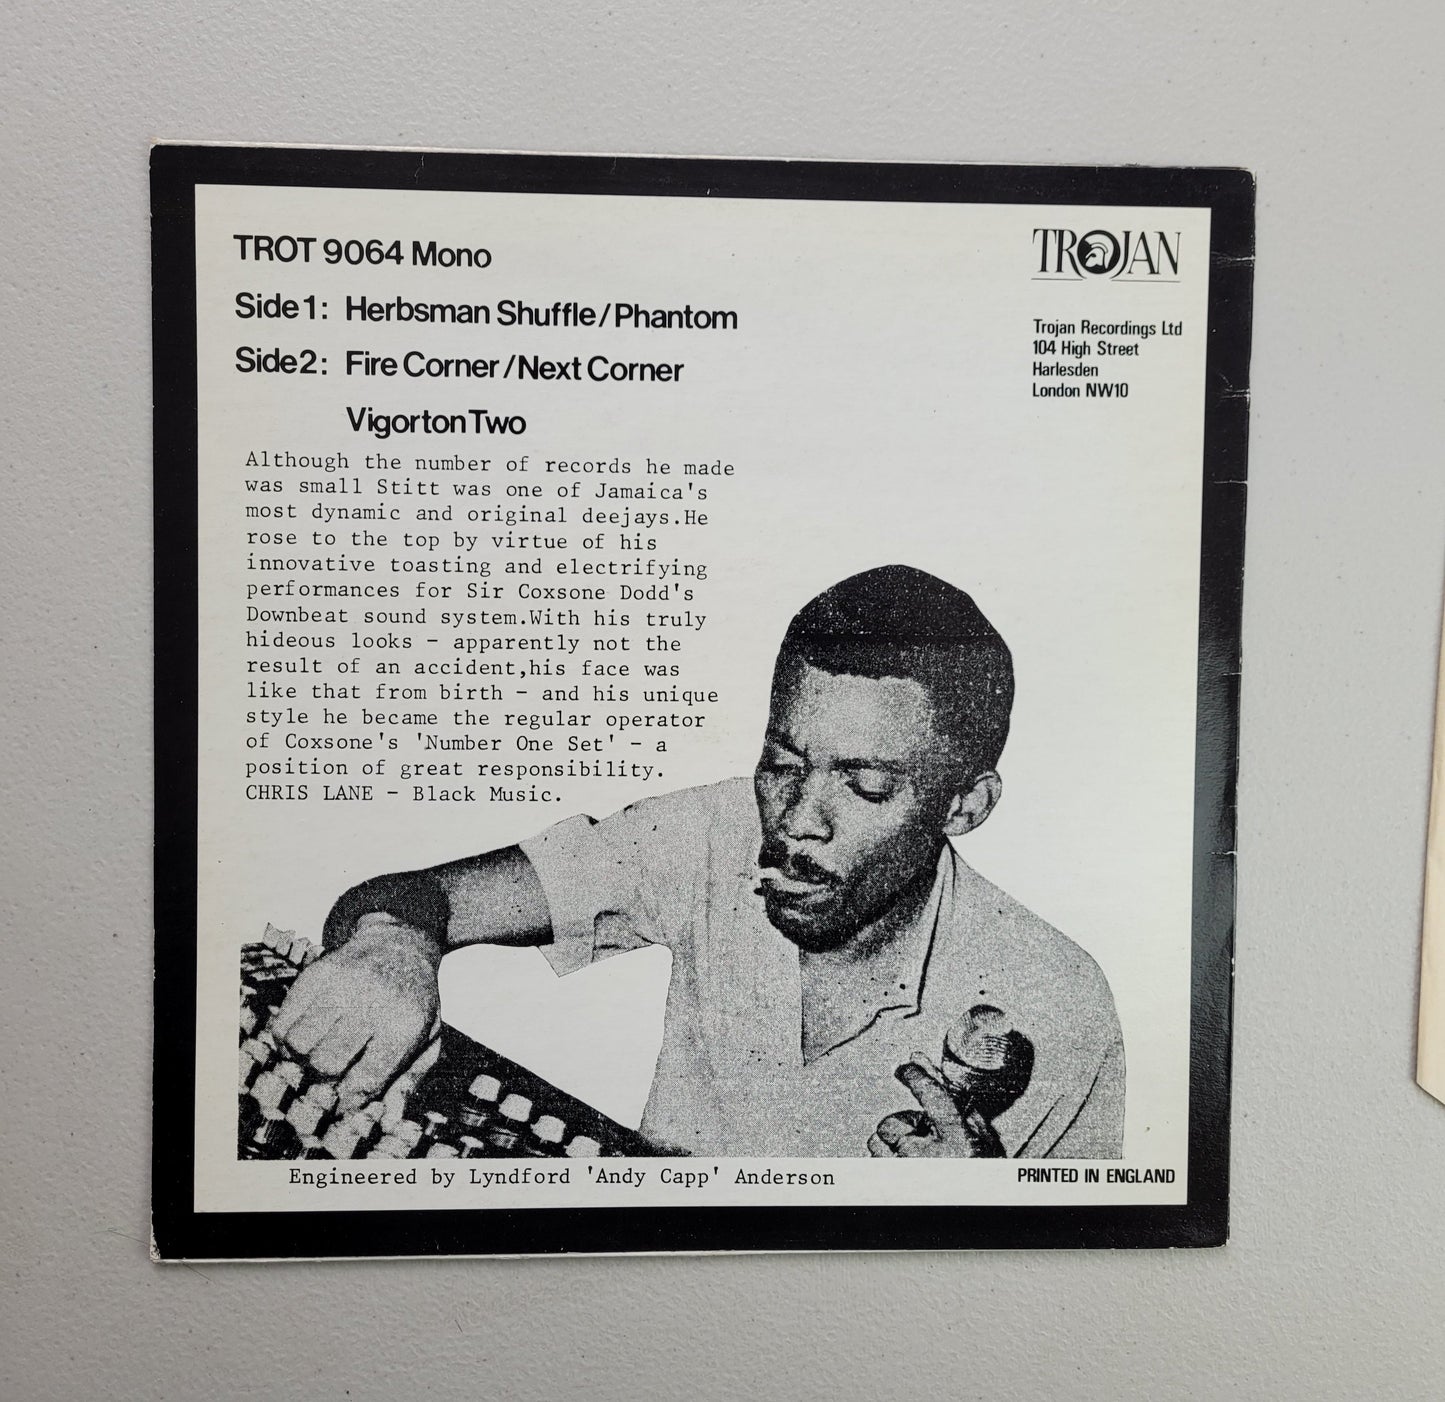 TROT 9064 Mono
TROJAN
Side 1: Herbsman Shuffle/Phantom
Side 2: Fire Corner/Next Corner
Vigorton Two
Trojan Recordings Ltd
104 High Street
Harlesden
London NW10
Although the number of records he made
was small Stitt was one of Jamaica's
most dynamic and original deejays.He
rose to the top by virtue of his
innovative toasting and electrifying
performances for Sir Coxsone Dodd's
Downbeat sound system.With his truly
hideous looks - apparently not the
result of an accident,his face was
like that from birth - and his unique
style he became the regular operator
of Coxsone's 'Number One Set' - a
position of great responsibility.
CHRIS LANE - Black Music.
Engineered by Lyndford 'Andy Capp' Anderson
PRINTED IN ENGLAND